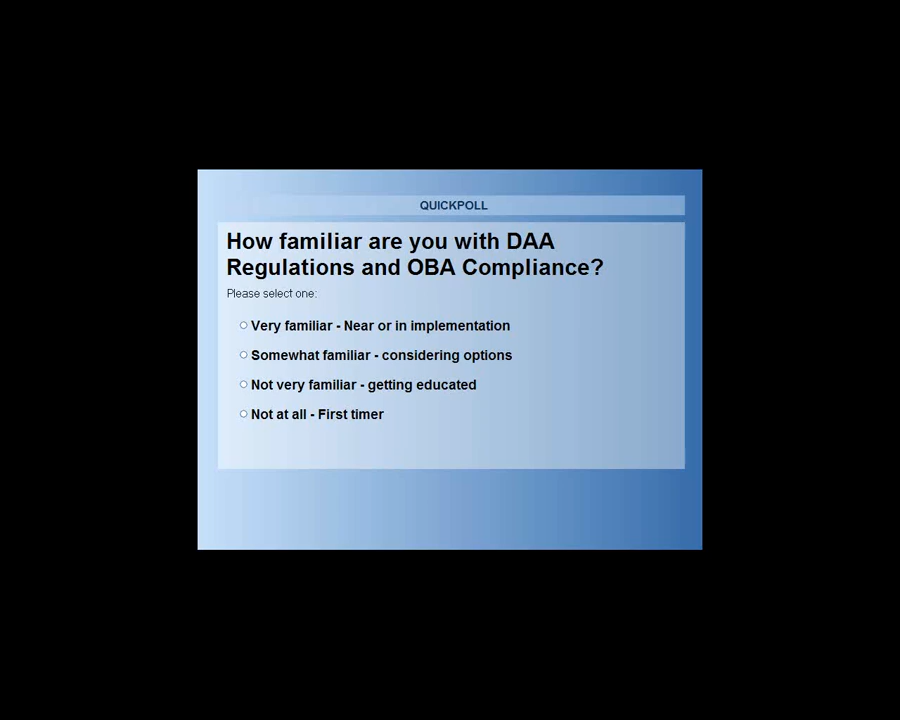 QUICKPOLL
How familiar are you with DAA
Regulations and OBA Compliance?
Please select one:
Very familiar - Near or in implementation
Somewhat familiar - considering options
Not very familiar - getting educated
Not at all - First timer